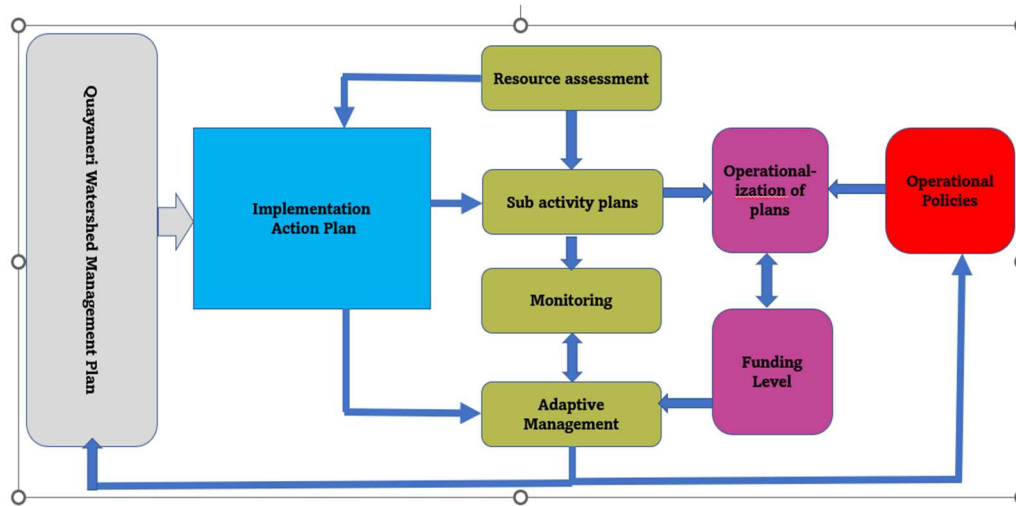 Quayaneri Watershed Management Plan
Resource assessment
Implementation
Action Plan
Sub activity plans
Operational-
ization of
plans
Operational
Policies
Monitoring
Funding
Level
Adaptive
Management